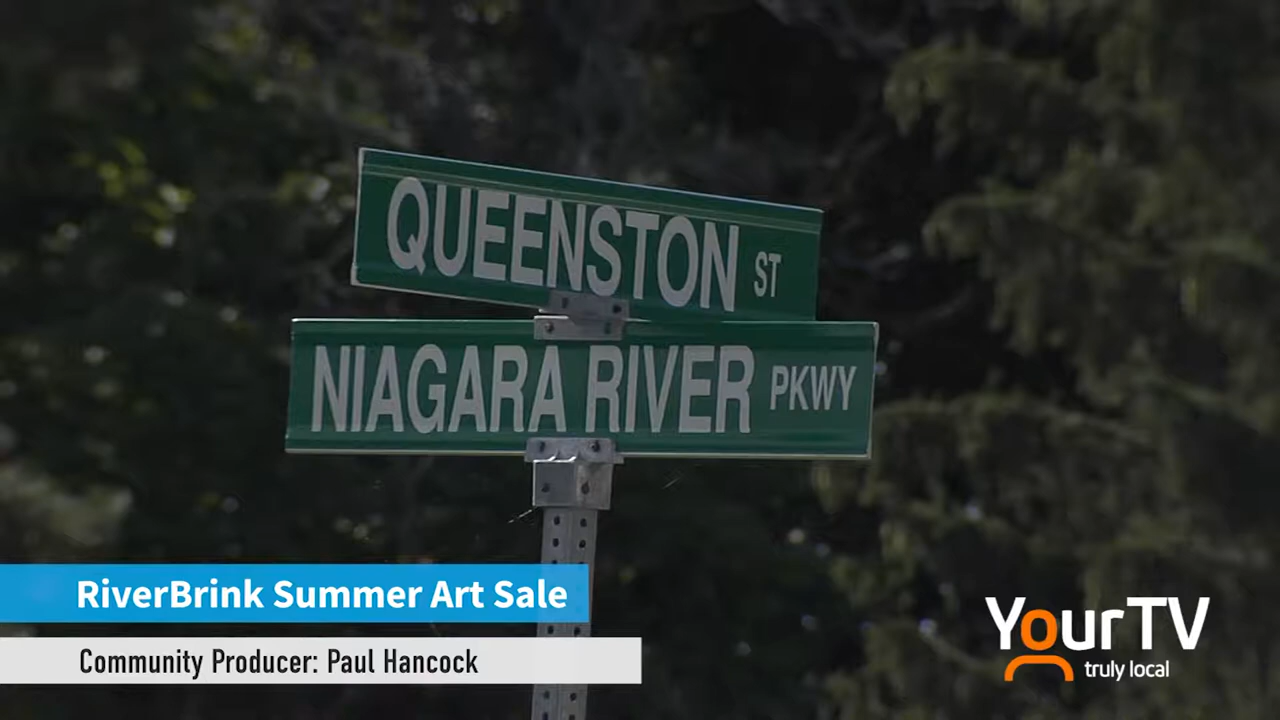 QUEENSTON ST
NIAGARA RIVER PKWY
RiverBrink Summer Art Sale
Community Producer: Paul Hancock
YourTV
truly local